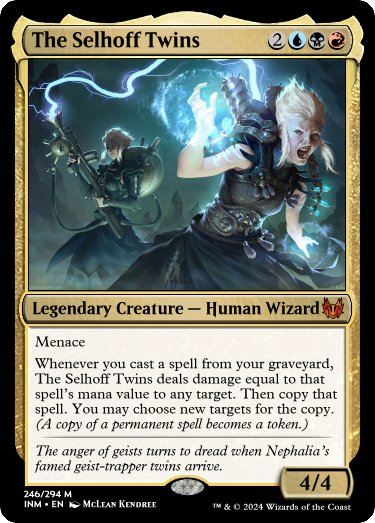 The Selhoff Twins 2
Legendary Creature — Human Wizard
Menace
Whenever you cast a spell from your graveyard,
The Selhoff Twins deals damage equal to that
spell's mana value to any target. Then copy that
spell. You may choose new targets for the copy.
(A copy of a permanent spell becomes a token.)
The anger of geists turns to dread when Nephalia's
famed geist-trapper twins arrive.
4/4
246/294 M
INM • EN McLean Kendree ™ & © 2024 Wizards of the Coast